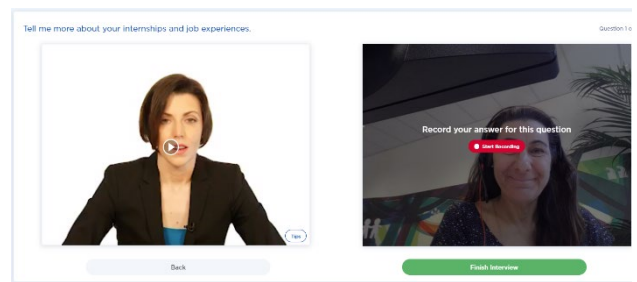 Tell me more about your internships and job experiences.
Question 1 o
Record your answer for this question
Start Recording
Tips
Back
Finish Interview